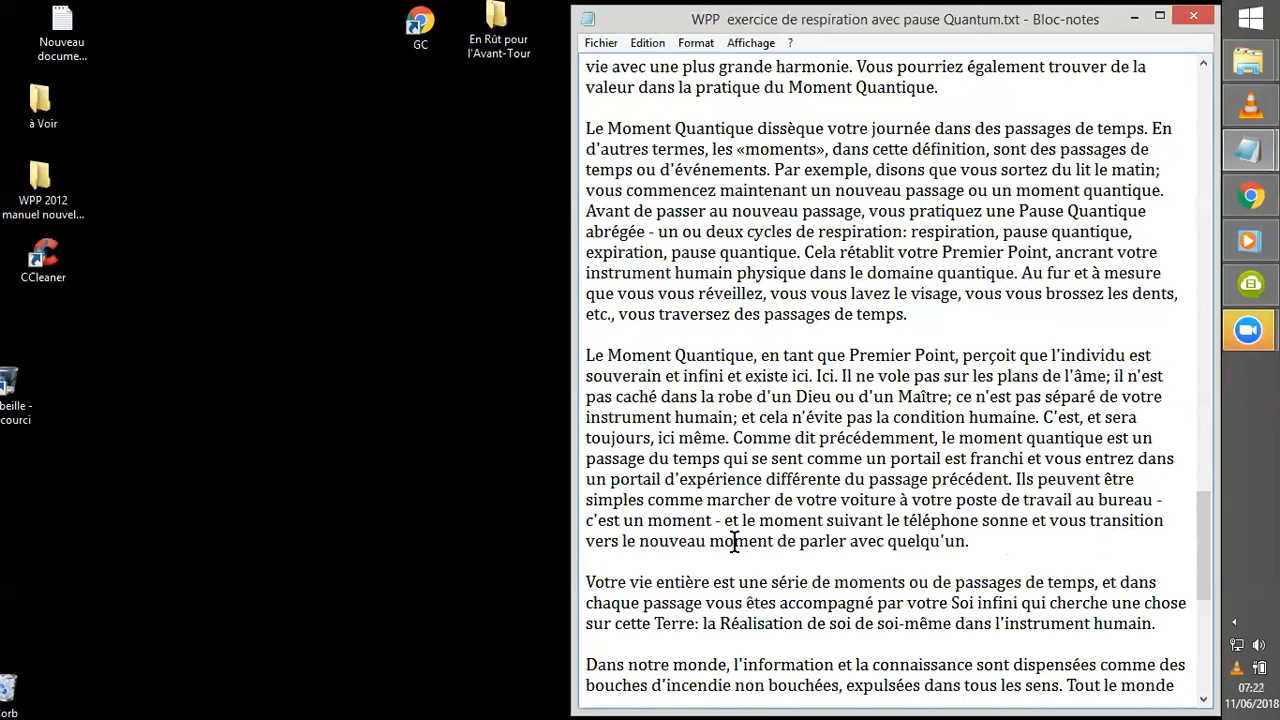 Nouveau
docume...
à Voir
WPP 2012
manuel nouvel...
CCleaner
beille -
courci
Corb
GC
En Rût pour
l'Avant-Tour
WPP  exercice de respiration avec pause Quantum.txt - Bloc-notes
Fichier Edition Format Affichage ?
vie avec une plus grande harmonie. Vous pourriez également trouver de la
valeur dans la pratique du Moment Quantique.
Le Moment Quantique dissèque votre journée dans des passages de temps. En
d'autres termes, les «moments», dans cette définition, sont des passages de
temps ou d'événements. Par exemple, disons que vous sortez du lit le matin;
vous commencez maintenant un nouveau passage ou un moment quantique.
Avant de passer au nouveau passage, vous pratiquez une Pause Quantique
abrégée - un ou deux cycles de respiration: respiration, pause quantique,
expiration, pause quantique. Cela rétablit votre Premier Point, ancrant votre
instrument humain physique dans le domaine quantique. Au fur et à mesure
que vous vous réveillez, vous vous lavez le visage, vous vous brossez les dents,
etc., vous traversez des passages de temps.
Le Moment Quantique, en tant que Premier Point, perçoit que l'individu est
souverain et infini et existe ici. Ici. Il ne vole pas sur les plans de l'âme; il n'est
pas caché dans la robe d'un Dieu ou d'un Maître; ce n'est pas séparé de votre
instrument humain; et cela n'évite pas la condition humaine. C'est, et sera
toujours, ici même. Comme dit précédemment, le moment quantique est un
passage du temps qui se sent comme un portail est franchi et vous entrez dans
un portail d'expérience différente du passage précédent. Ils peuvent être
simples comme marcher de votre voiture à votre poste de travail au bureau -
c'est un moment - et le moment suivant le téléphone sonne et vous transition
vers le nouveau moment de parler avec quelqu'un.
Votre vie entière est une série de moments ou de passages de temps, et dans
chaque passage vous êtes accompagné par votre Soi infini qui cherche une chose
sur cette Terre: la Réalisation de soi de soi-même dans l'instrument humain.
Dans notre monde, l'information et la connaissance sont dispensées comme des
bouches d'incendie non bouchées, expulsées dans tous les sens. Tout le monde
07:22
11/06/2018